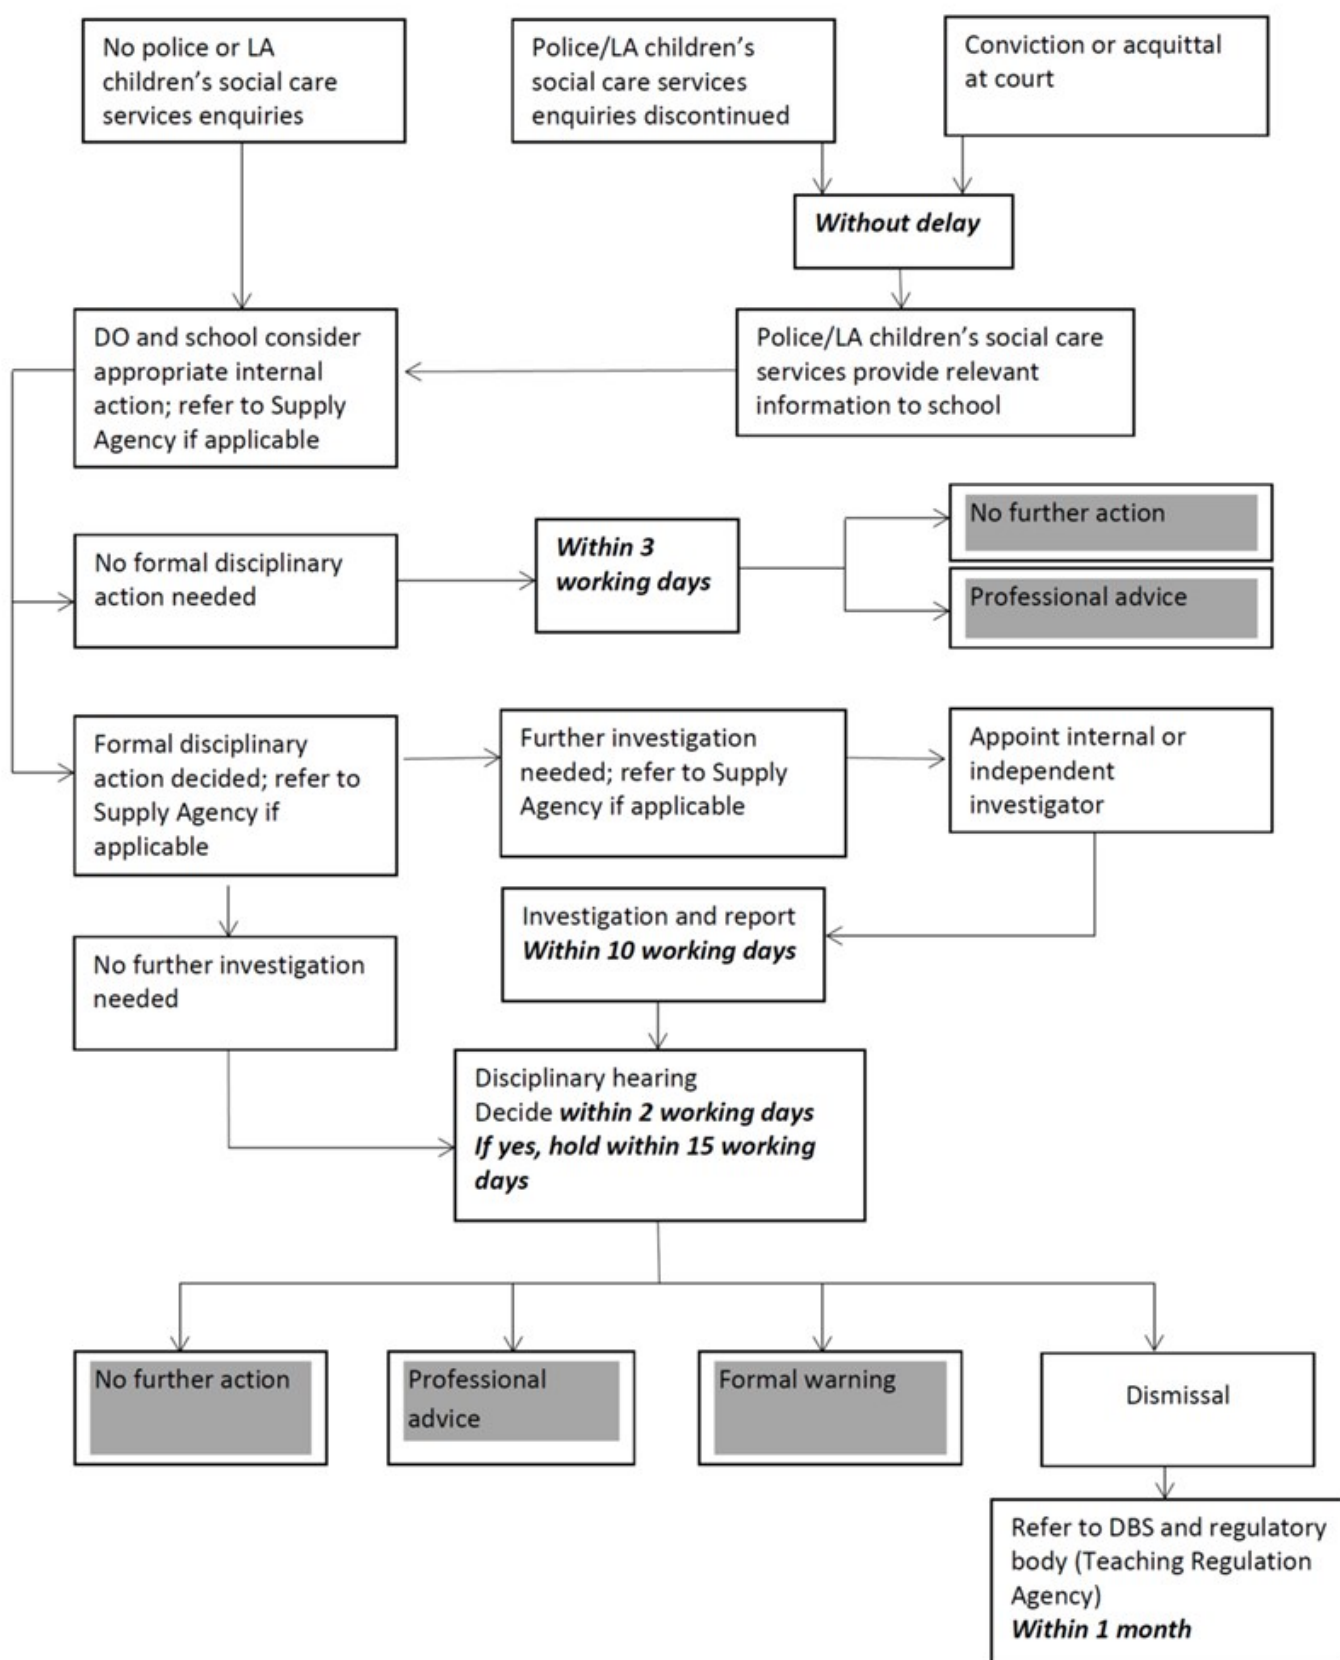 No police or LA
children's social care
services enquiries
Police/LA children's
social care services
enquiries discontinued
Conviction or acquittal
at court
Without delay
DO and school consider
appropriate internal
action; refer to Supply
Agency if applicable
Police/LA children's social care
services provide relevant
information to school
No formal disciplinary
action needed
Within 3
working days
No further action
Professional advice
Formal disciplinary
action decided; refer to
Supply Agency if
applicable
Further investigation
needed; refer to Supply
Agency if applicable
Appoint internal or
independent
investigator
Investigation and report
Within 10 working days
No further investigation
needed
Disciplinary hearing
Decide within 2 working days
If yes, hold within 15 working
days
No further action
Professional
advice
Formal warning
Dismissal
Refer to DBS and regulatory
body (Teaching Regulation
Agency)
Within 1 month